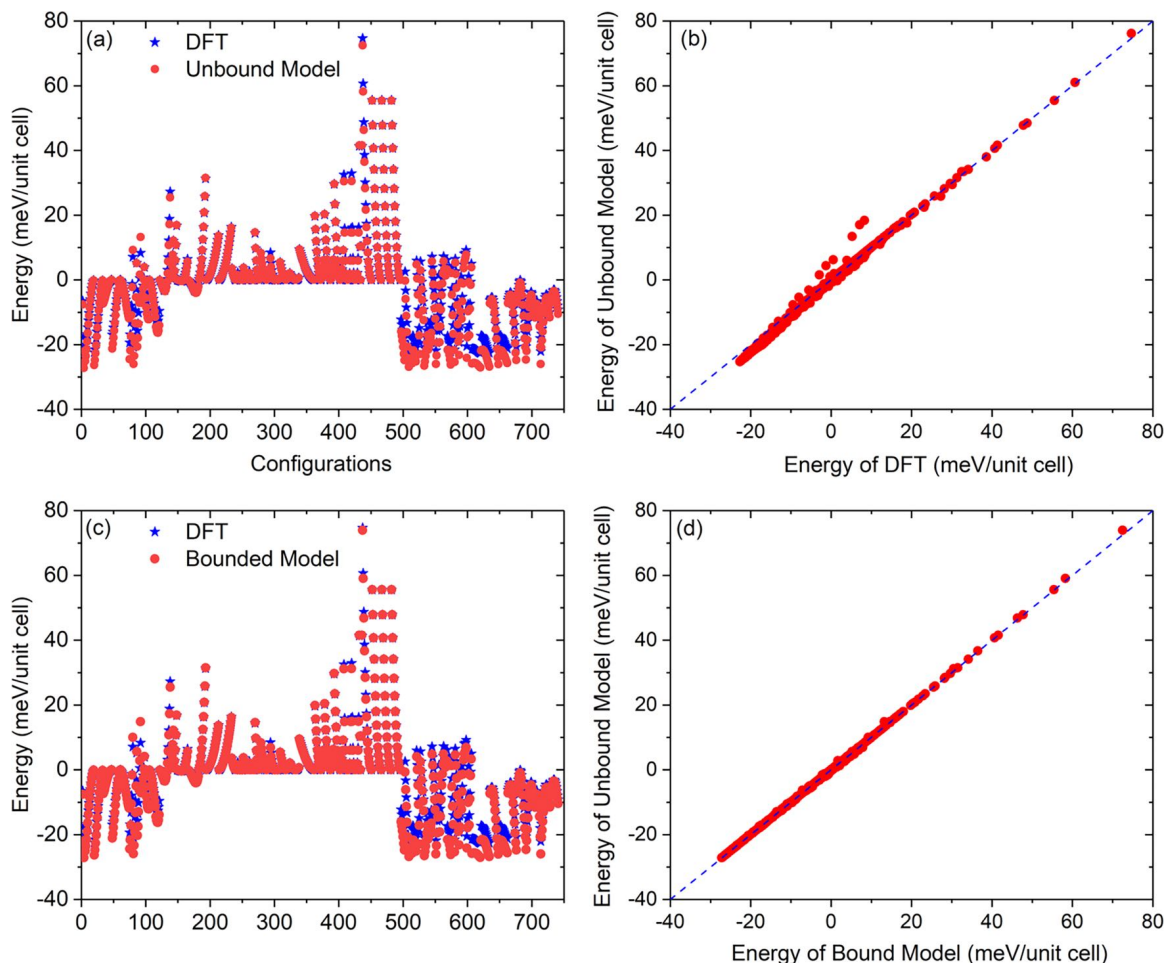 (a)
DFT
Unbound Model
Energy (meV/unit cell)
80
60
40
20
0
-20
-40
0 100 200 300 400 500 600 700
Configurations
(b)
Energy of Unbound Model (meV/unit cell)
80
60
40
20
0
-20
-40
-40 -20 0 20 40 60 80
Energy of DFT (meV/unit cell)
(c)
DFT
Bounded Model
Energy (meV/unit cell)
80
60
40
20
0
-20
-40
0 100 200 300 400 500 600 700
(d)
Energy of Unbound Model (meV/unit cell)
80
60
40
20
0
-20
-40
-40 -20 0 20 40 60 80
Energy of Bound Model (meV/unit cell)